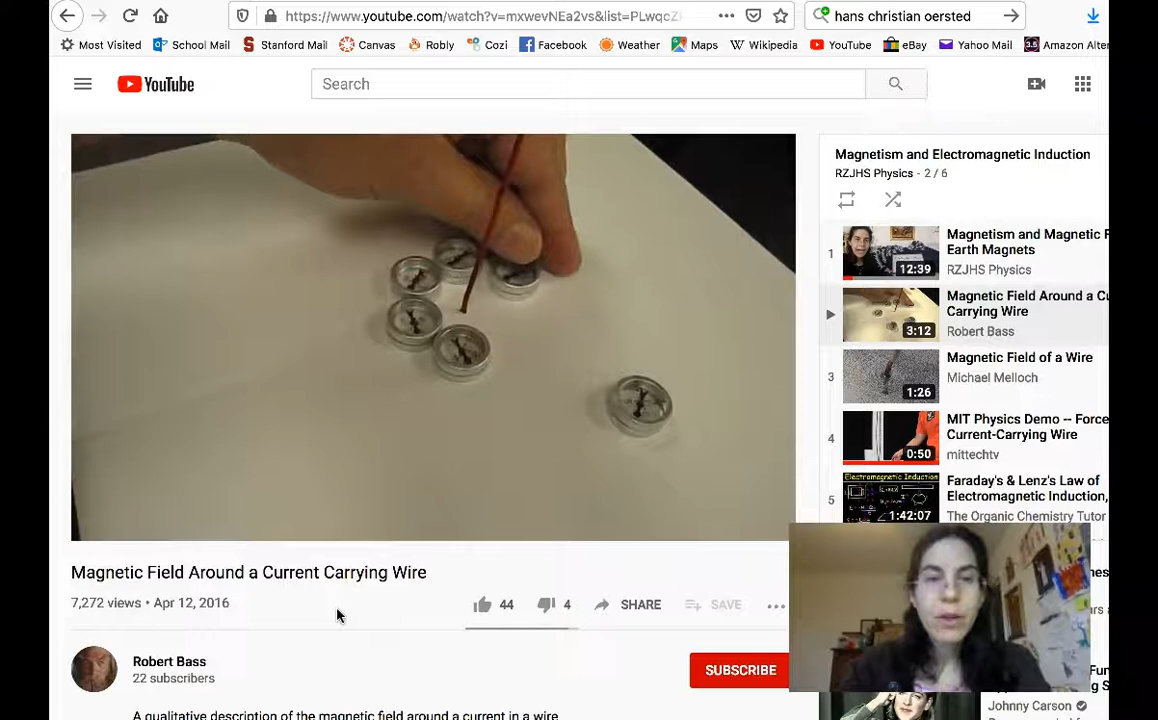 https://www.youtube.com/watch?v=mxwevNEa2vs&list=PLwqcZ
hans christian oersted
Most Visited
School Mail
Stanford Mail
Canvas
Robly
Cozi
Facebook
Weather
Maps
Wikipedia
YouTube
eBay
Yahoo Mail
Amazon Alter
YouTube
Search
Magnetism and Electromagnetic Induction
RZJHS Physics - 2 / 6
1
12:39
Magnetism and Magnetic F
Earth Magnets
RZJHS Physics
3:12
Magnetic Field Around a Cu
Carrying Wire
Robert Bass
3
1:26
Magnetic Field of a Wire
Michael Melloch
4
0:50
MIT Physics Demo -- Force
Current-Carrying Wire
mittechtv
5
Electromagnetic Induction
1:42:07
Faraday's & Lenz's Law of
Electromagnetic Induction,
The Organic Chemistry Tutor
Magnetic Field Around a Current Carrying Wire
7,272 views • Apr 12, 2016
44
4
SHARE
SAVE
Robert Bass
22 subscribers
SUBSCRIBE
A qualitative description of the magnetic field around a current in a wire
Johnny Carson